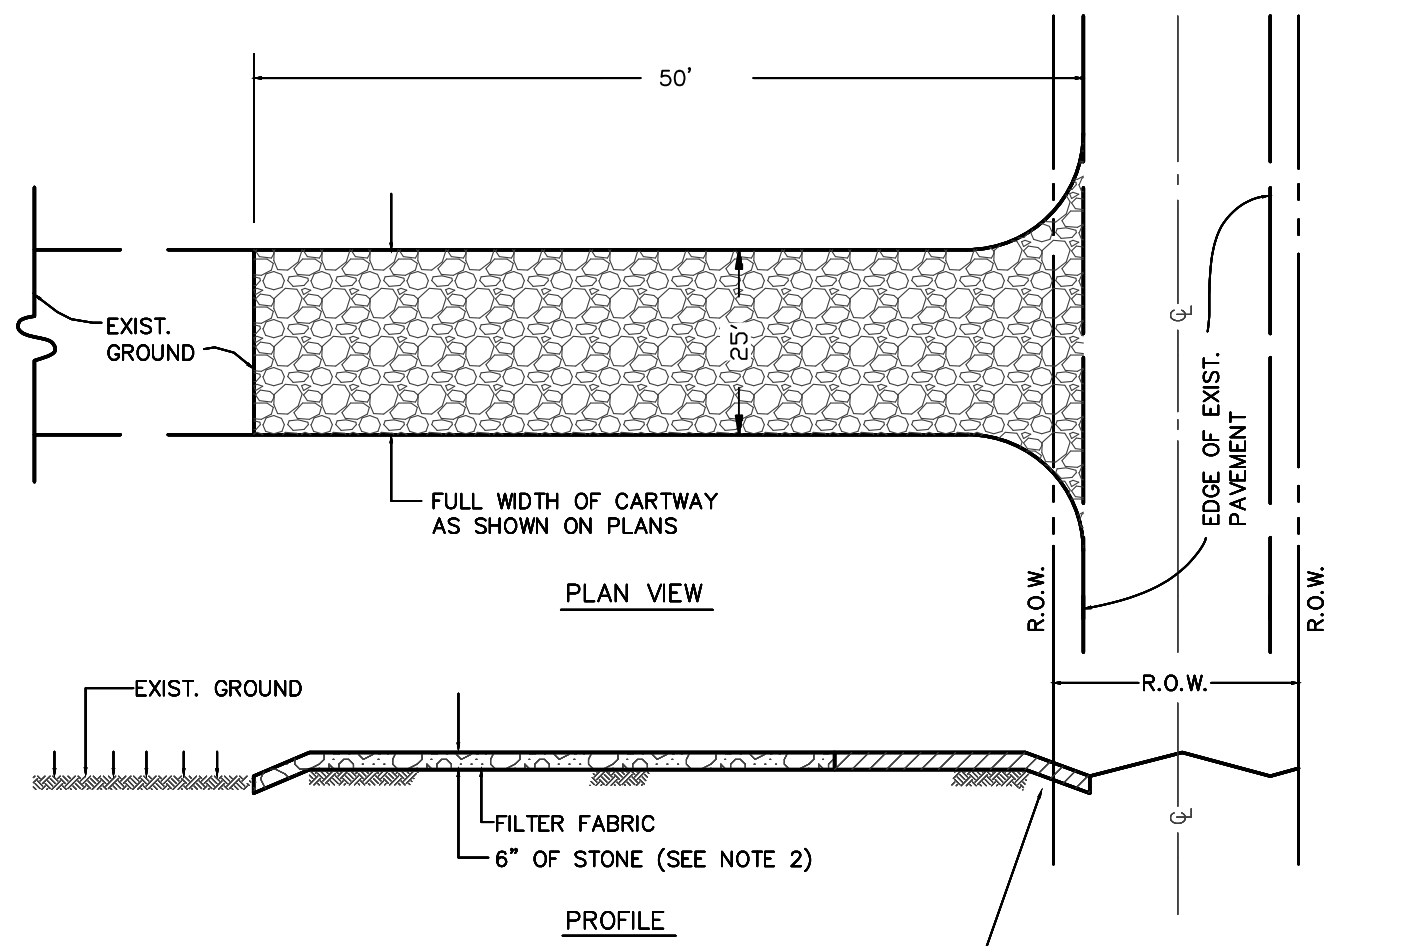 50'
EXIST.
GROUND
25'
℄
EDGE OF EXIST.
PAVEMENT
FULL WIDTH OF CARTWAY
AS SHOWN ON PLANS
PLAN VIEW
R.O.W.
R.O.W.
R.O.W.
EXIST. GROUND
FILTER FABRIC
℄
6” OF STONE (SEE NOTE 2)
PROFILE